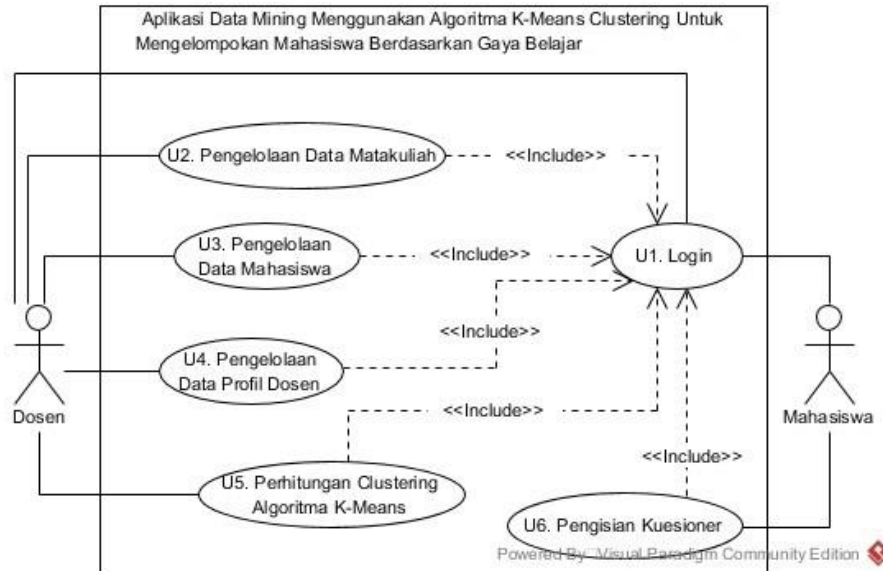 Aplikasi Data Mining Menggunakan Algoritma K-Means Clustering Untuk
Mengelompokan Mahasiswa Berdasarkan Gaya Belajar
U2. Pengelolaan Data Matakuliah
<<Include>>
U3. Pengelolaan
Data Mahasiswa
<<Include>>
U1. Login
<<Include>>
U4. Pengelolaan
Data Profil Dosen
Dosen
<<Include>>
Mahasiswa
<<Include>>
U5. Perhitungan Clustering
Algoritma K-Means
U6. Pengisian Kuesioner
Powered By Visual Paradigm Community Edition